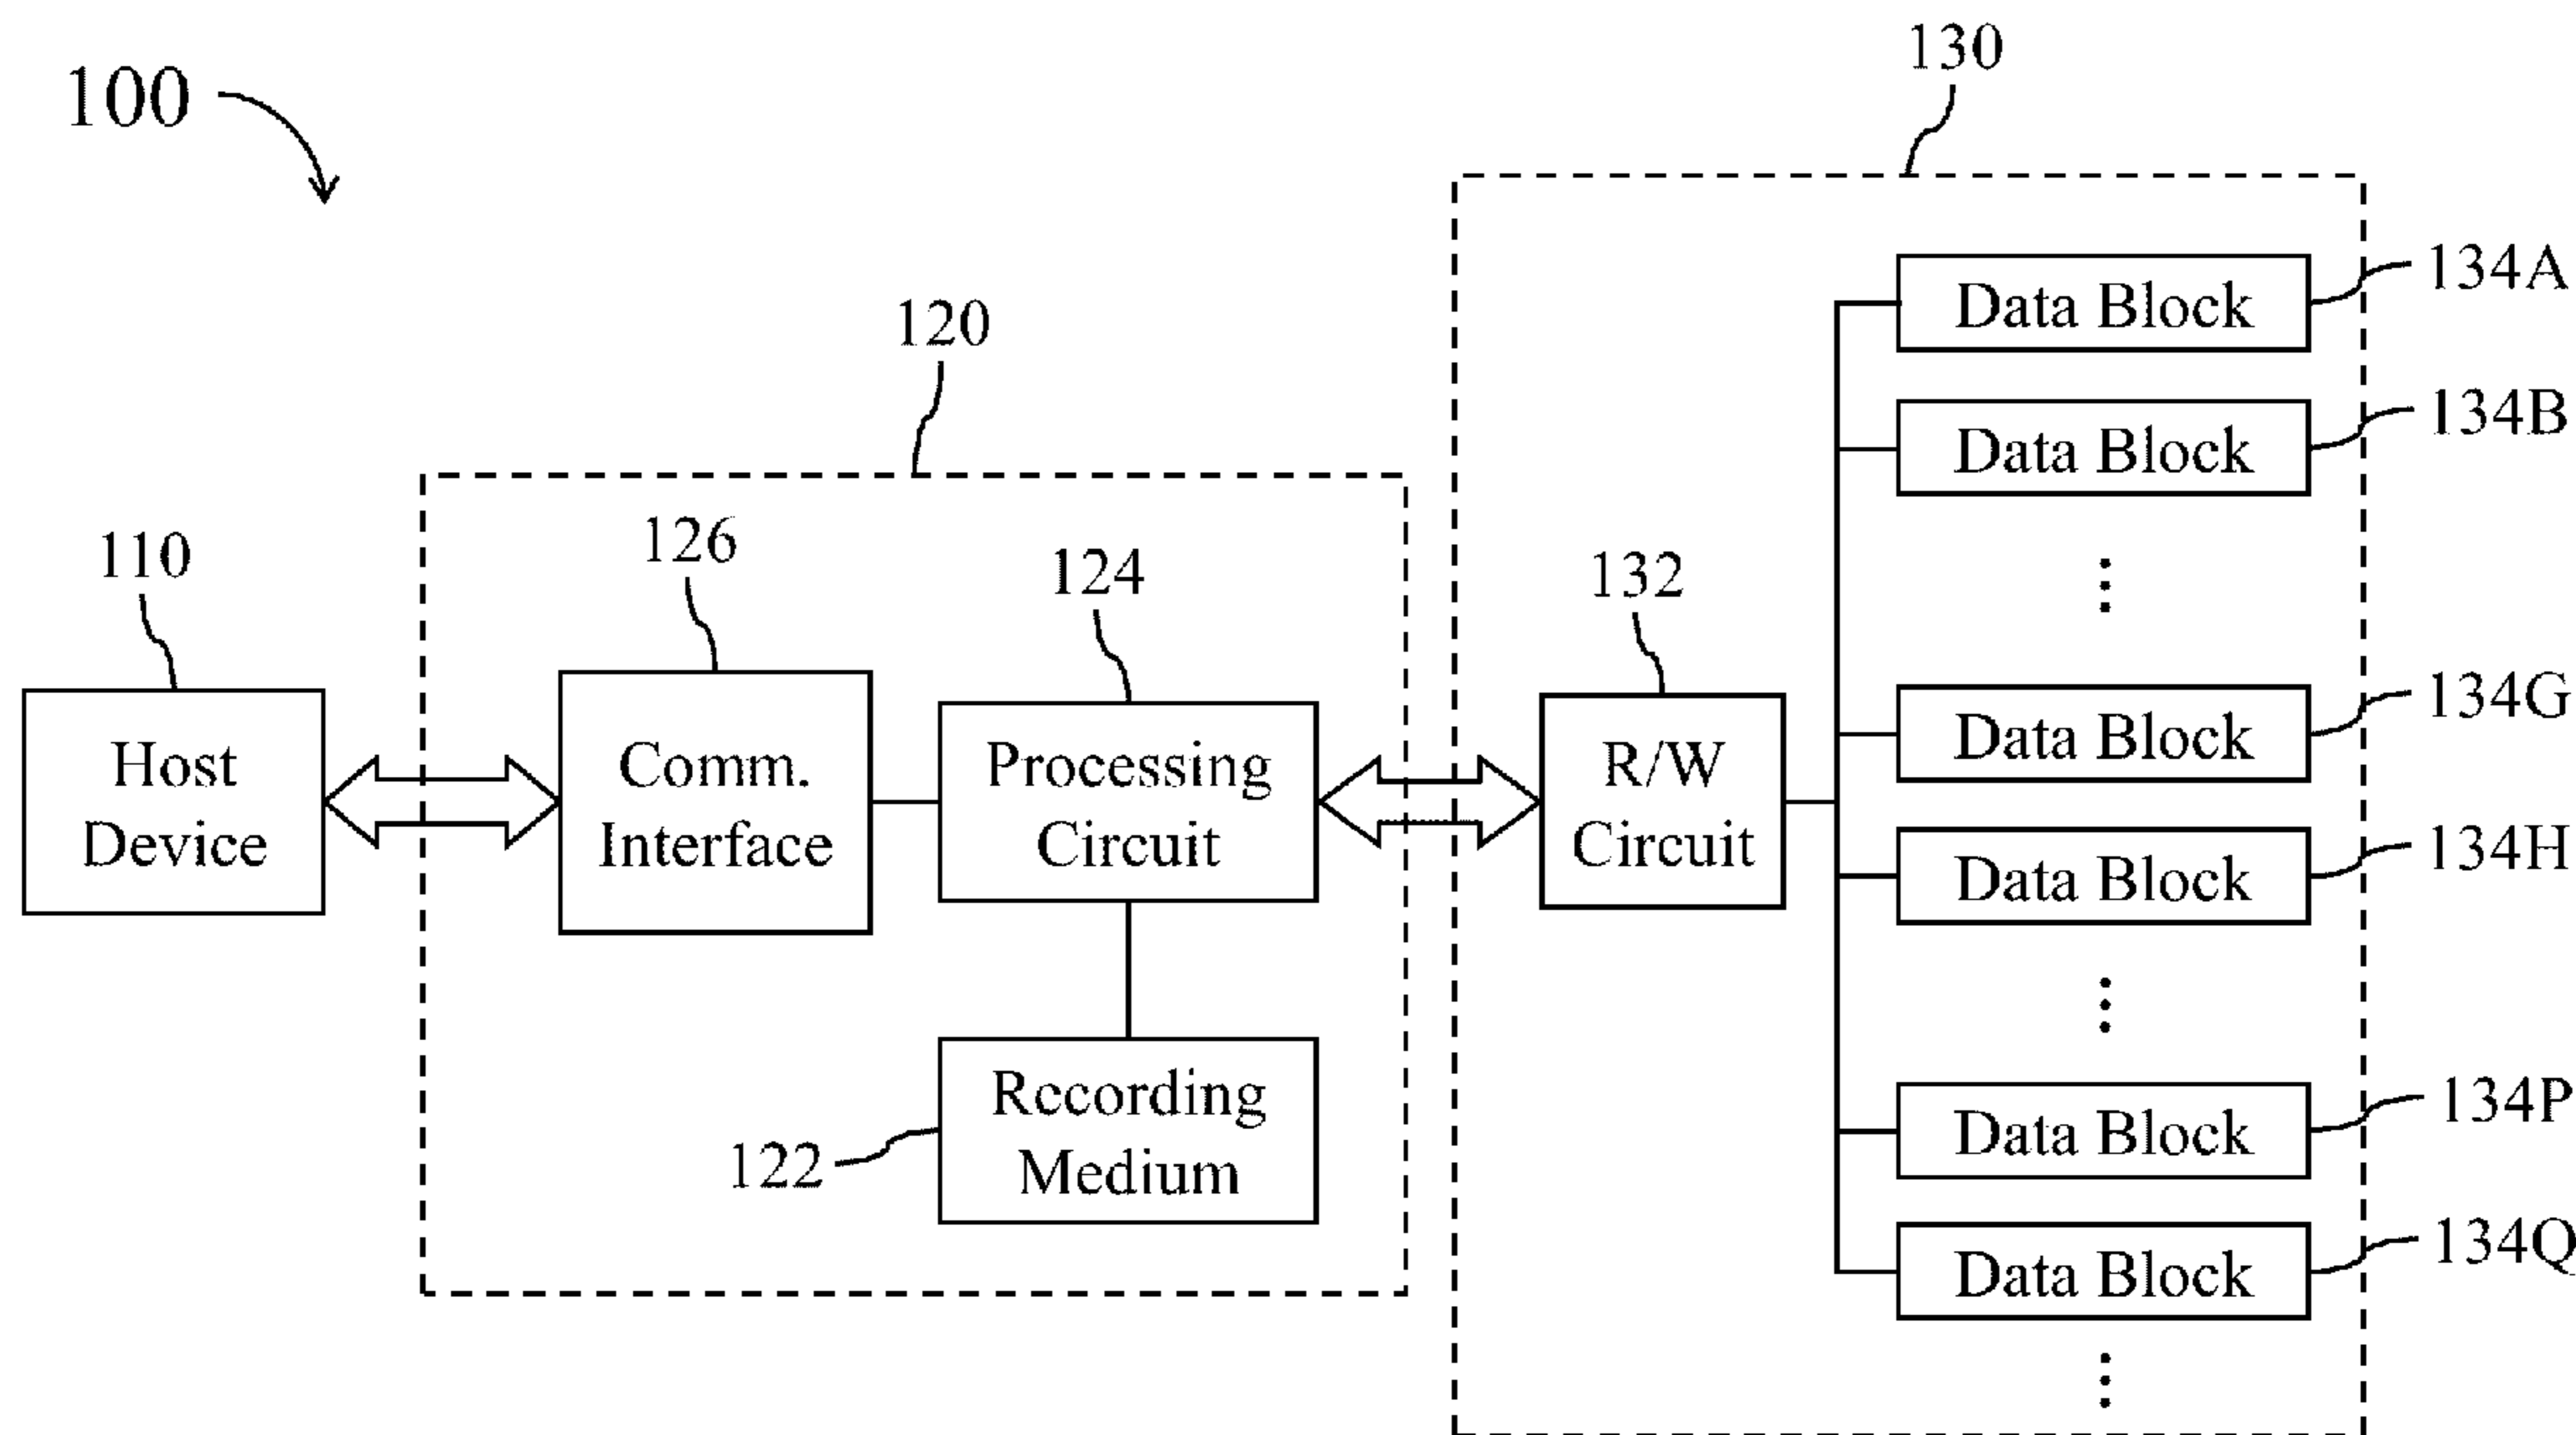 100
130
134A
Data Block
134B
Data Block
120
126
124
110
132
134G
Data Block
Host
Device
Comm.
Interface
Processing
Circuit
R/W
Circuit
134H
Data Block
122
Recording
Medium
134P
Data Block
134Q
Data Block